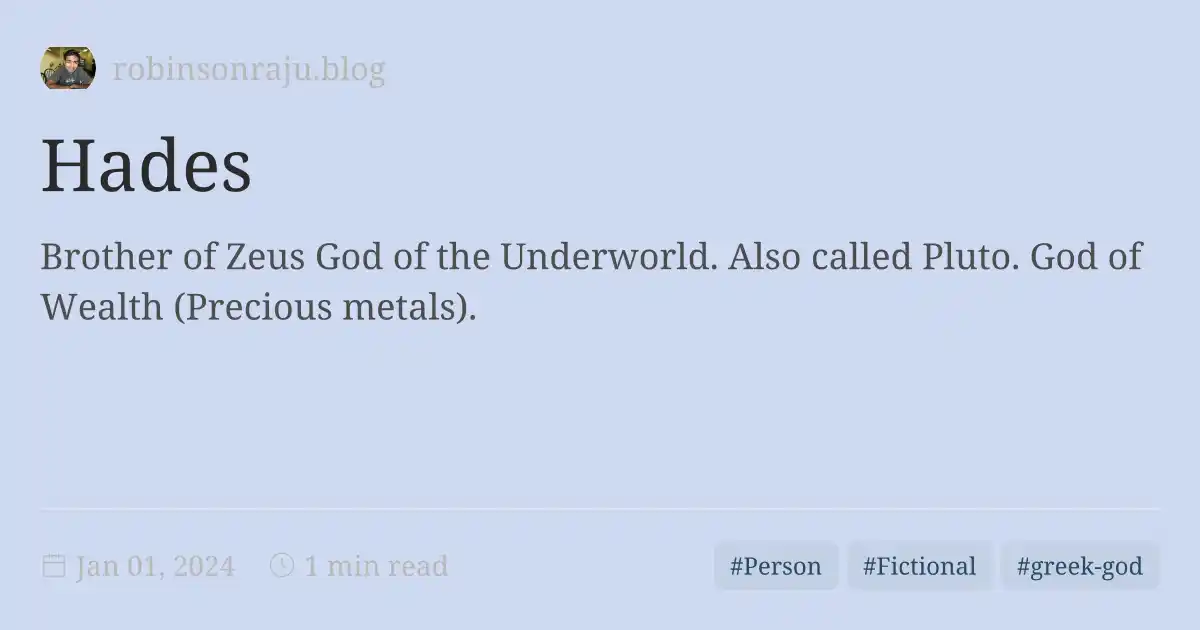 robinsonraju.blog
Hades
Brother of Zeus God of the Underworld. Also called Pluto. God of
Wealth (Precious metals).
Jan 01, 2024 1 min read #Person #Fictional #greek-god